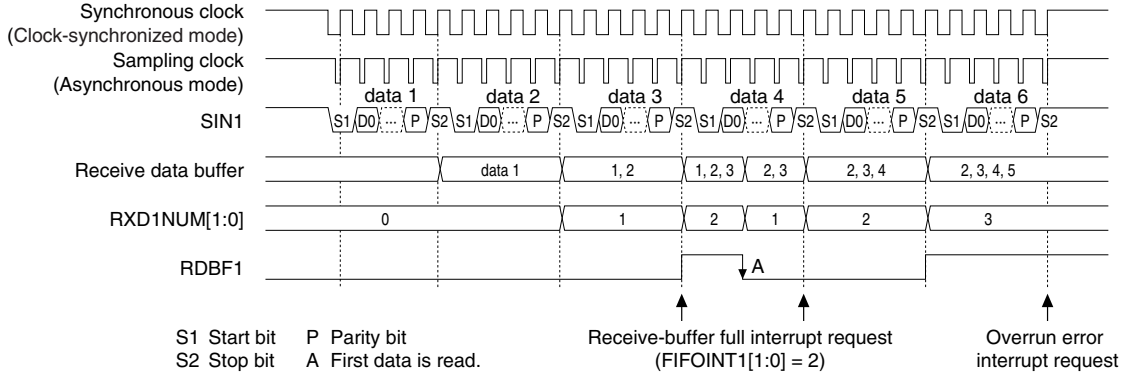 Synchronous clock
(Clock-synchronized mode)
Sampling clock
(Asynchronous mode)
data 1 data 2 data 3 data 4 data 5 data 6
SIN1 S1 D0 ... P S2 S1 D0 ... P S2 S1 D0 ... P S2 S1 D0 ... P S2 S1 D0 ... P S2 S1 D0 ... P S2
Receive data buffer data 1 1, 2 1, 2, 3 2, 3 2, 3, 4 2, 3, 4, 5
RXD1NUM[1:0] 0 1 2 1 2 3
RDBF1 A
S1 Start bit P Parity bit Receive-buffer full interrupt request Overrun error
S2 Stop bit A First data is read. (FIFOINT1[1:0] = 2) interrupt request